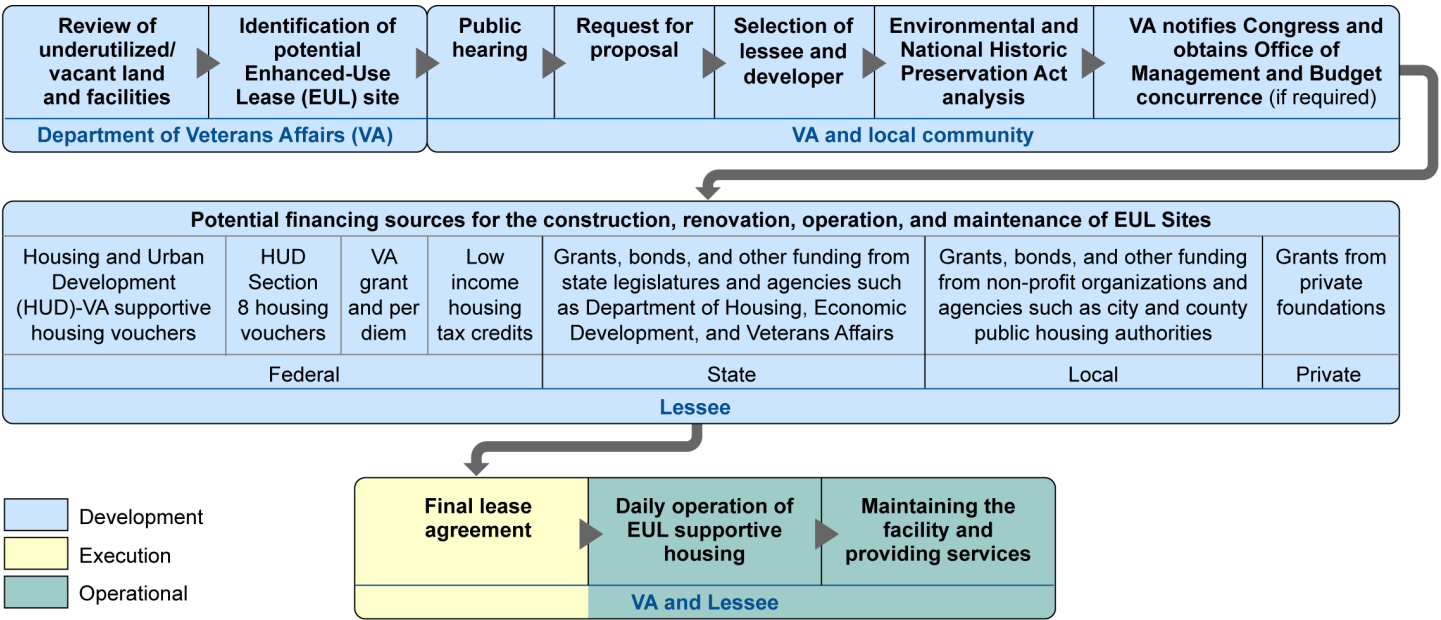 Review of
underutilized/
vacant land
and facilities
Identification of
potential
Enhanced-Use
Lease (EUL) site
Department of Veterans Affairs (VA)
Public
hearing
Request for
proposal
Selection of
lessee and
developer
Environmental and
National Historic
Preservation Act
analysis
VA notifies Congress and
obtains Office of
Management and Budget
concurrence (if required)
VA and local community
Potential financing sources for the construction, renovation, operation, and maintenance of EUL Sites
Housing and Urban
Development
(HUD)-VA supportive
housing vouchers
HUD
Section
8 housing
vouchers
VA
grant
and per
diem
Low
income
housing
tax credits
Grants, bonds, and other funding from
state legislatures and agencies such
as Department of Housing, Economic
Development, and Veterans Affairs
Grants, bonds, and other funding
from non-profit organizations and
agencies such as city and county
public housing authorities
Grants from
private
foundations
Federal
State
Local
Private
Lessee
Final lease
agreement
Daily operation of
EUL supportive
housing
Maintaining the
facility and
providing services
VA and Lessee
Development
Execution
Operational